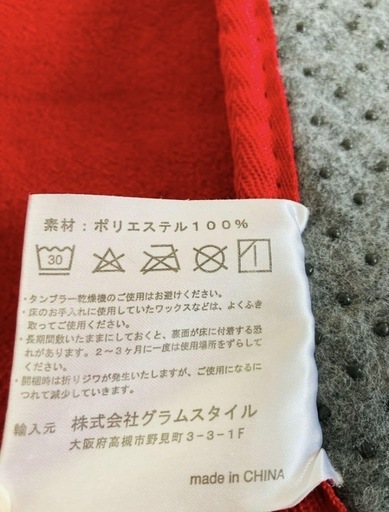 素材：ポリエステル１００％
30
・タンブラー乾燥機のご使用はお避けください。
・床のお手入れに使用していたワックスなどは、よくふき
取ってご使用ください。
・長期間敷いたままにしておくと、裏面が床に付着する恐
れがあります。２～３ヶ月に一度は使用場所をずらして
ください。
・開梱時は折りジワが発生いたしますが、ご使用になるに
つれて減少していきます。
輸入元 株式会社グラムスタイル
大阪府高槻市野見町３-３-１F
made in CHINA